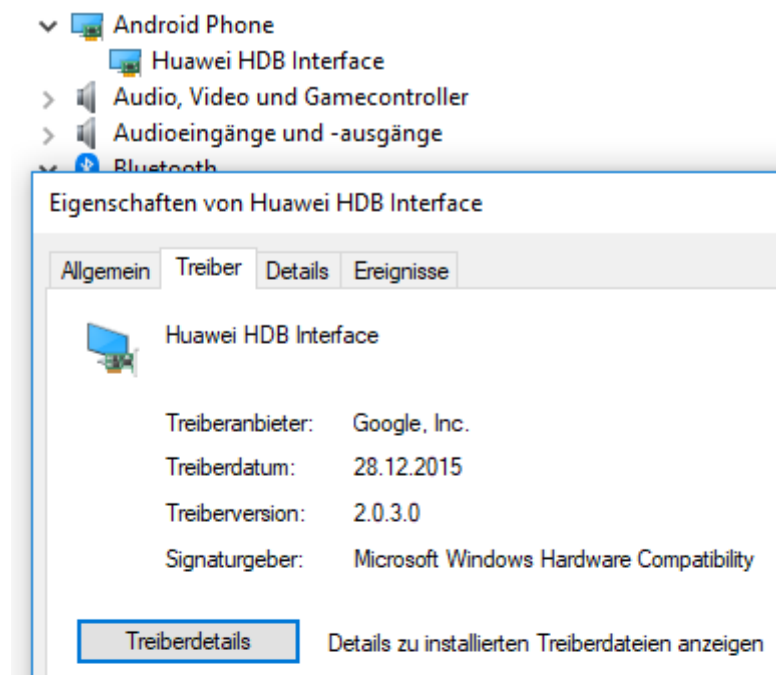 Android Phone
Huawei HDB Interface
Audio, Video und Gamecontroller
Audioeingänge und -ausgänge
Bluetooth
Eigenschaften von Huawei HDB Interface
Allgemein Treiber Details Ereignisse
Huawei HDB Interface
Treiberanbieter: Google, Inc.
Treiberdatum: 28.12.2015
Treiberversion: 2.0.3.0
Signaturgeber: Microsoft Windows Hardware Compatibility
Treiberdetails Details zu installierten Treiberdateien anzeigen